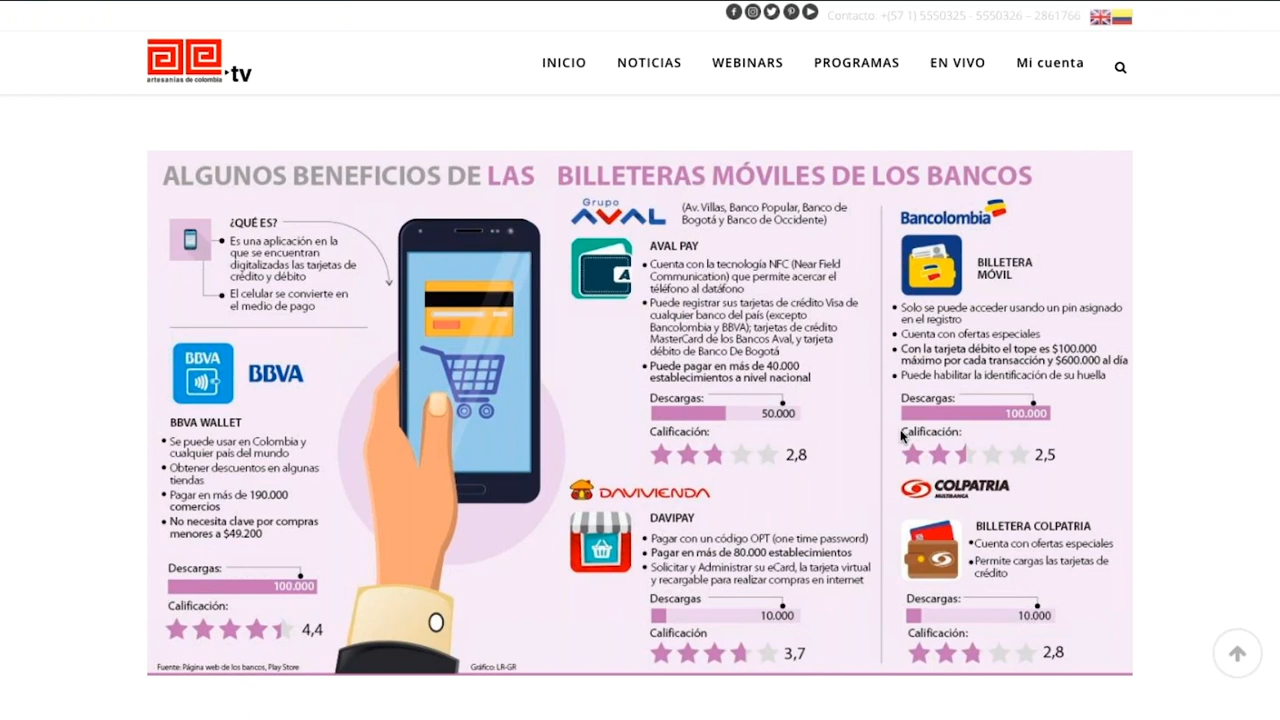 Contacto: +(57 1) 5550325 - 5550326 – 2861766
artesanías de colombia
tv
INICIO
NOTICIAS
WEBINARS
PROGRAMAS
EN VIVO
Mi cuenta
ALGUNOS BENEFICIOS DE LAS BILLETERAS MÓVILES DE LOS BANCOS
¿QUÉ ES?
Es una aplicación en la
que se encuentran
digitalizadas las tarjetas de
crédito y débito
El celular se convierte en
el medio de pago
BBVA
BBVA
BBVA WALLET
Se puede usar en Colombia y
cualquier país del mundo
Obtener descuentos en algunas
tiendas
Pagar en más de 190.000
comercios
No necesita clave por compras
menores a $49.200
Descargas:
100.000
Calificación:
4,4
Fuente: Página web de los bancos, Play Store
Gráfico: LR-GR
Grupo
AVAL
(Av. Villas, Banco Popular, Banco de
Bogotá y Banco de Occidente)
A
AVAL PAY
Cuenta con la tecnología NFC (Near Field
Communication) que permite acercar el
teléfono al datáfono
Puede registrar sus tarjetas de crédito Visa de
cualquier banco del país (excepto
Bancolombia y BBVA); tarjetas de crédito
MasterCard de los Bancos Aval, y tarjeta
débito de Banco De Bogotá
Puede pagar en más de 40.000
establecimientos a nivel nacional
Descargas:
50.000
Calificación:
2,8
DAVIVIENDA
DAVIPAY
Pagar con un código OPT (one time password)
Pagar en más de 80.000 establecimientos
Solicitar y Administrar su eCard, la tarjeta virtual
y recargable para realizar compras en internet
Descargas
10.000
Calificación
3,7
Bancolombia
BILLETERA
MÓVIL
Solo se puede acceder usando un pin asignado
en el registro
Cuenta con ofertas especiales
Con la tarjeta débito el tope es $100.000
máximo por cada transacción y $600.000 al día
Puede habilitar la identificación de su huella
Descargas:
100.000
Calificación:
2,5
COLPATRIA
MULTIBANCA
BILLETERA COLPATRIA
Cuenta con ofertas especiales
Permite cargas las tarjetas de
crédito
Descargas:
10.000
Calificación:
2,8